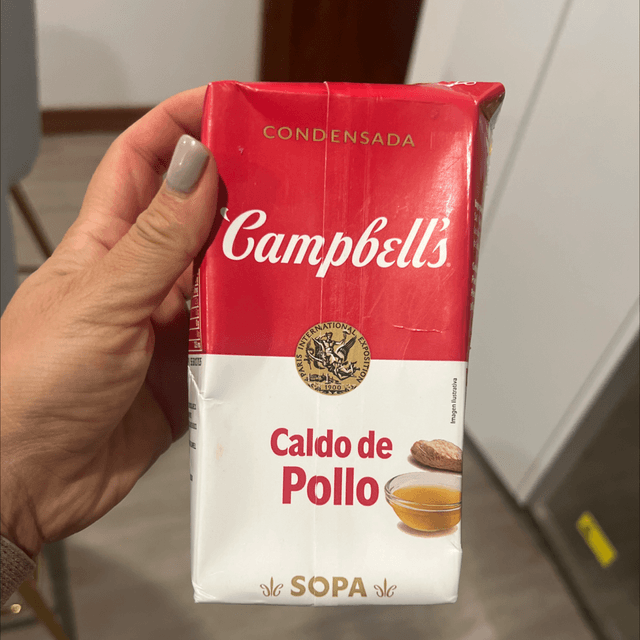 CONDENSADA
Campbell's
PARIS INTERNATIONAL EXPOSITION
1900
Imagen Ilustrativa
Caldo de
Pollo
SOPA